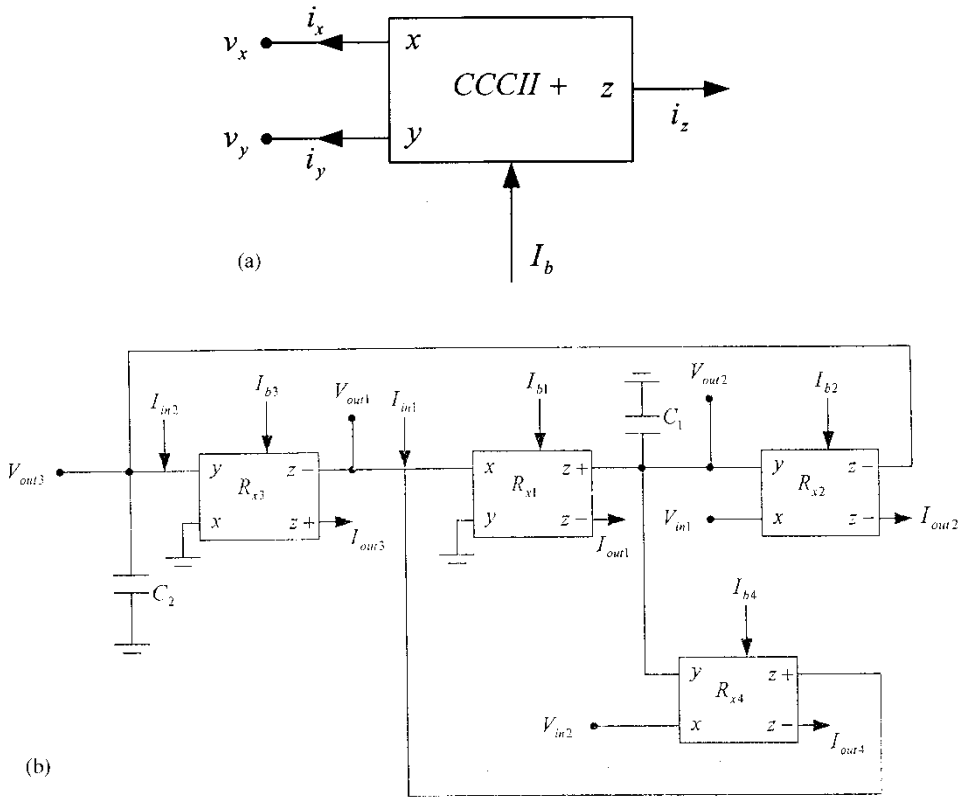 i_x
v_x
x
CCCII +
z
i_z
v_y
i_y
y
I_b
(a)
I_in2
I_b3
V_out1
I_in1
I_b1
C_1
V_out2
I_b2
V_out3
y
R_x3
z −
x
z +
I_out3
x
R_x1
z +
y
z −
I_out1
y
R_x2
z −
V_in1
x
z −
I_out2
C_2
I_b4
y
R_x4
z +
V_in2
x
z −
I_out4
(b)